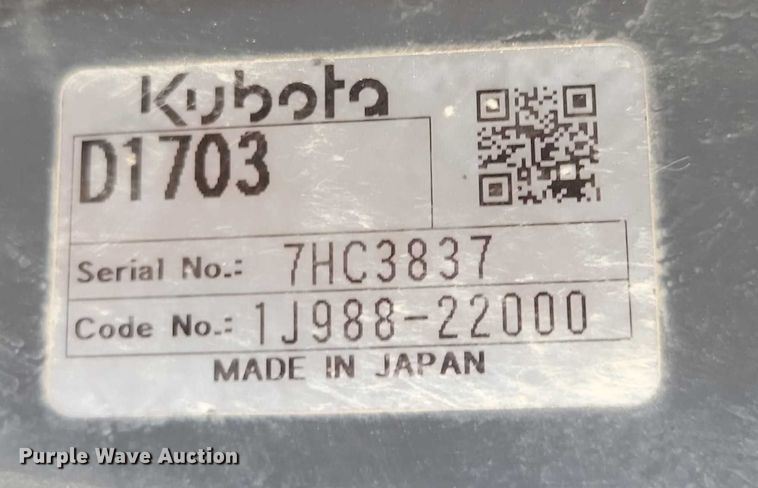 Kubota
D1703
Serial No.: 7HC3837
Code No.: 1J988-22000
MADE IN JAPAN
Purple Wave Auction